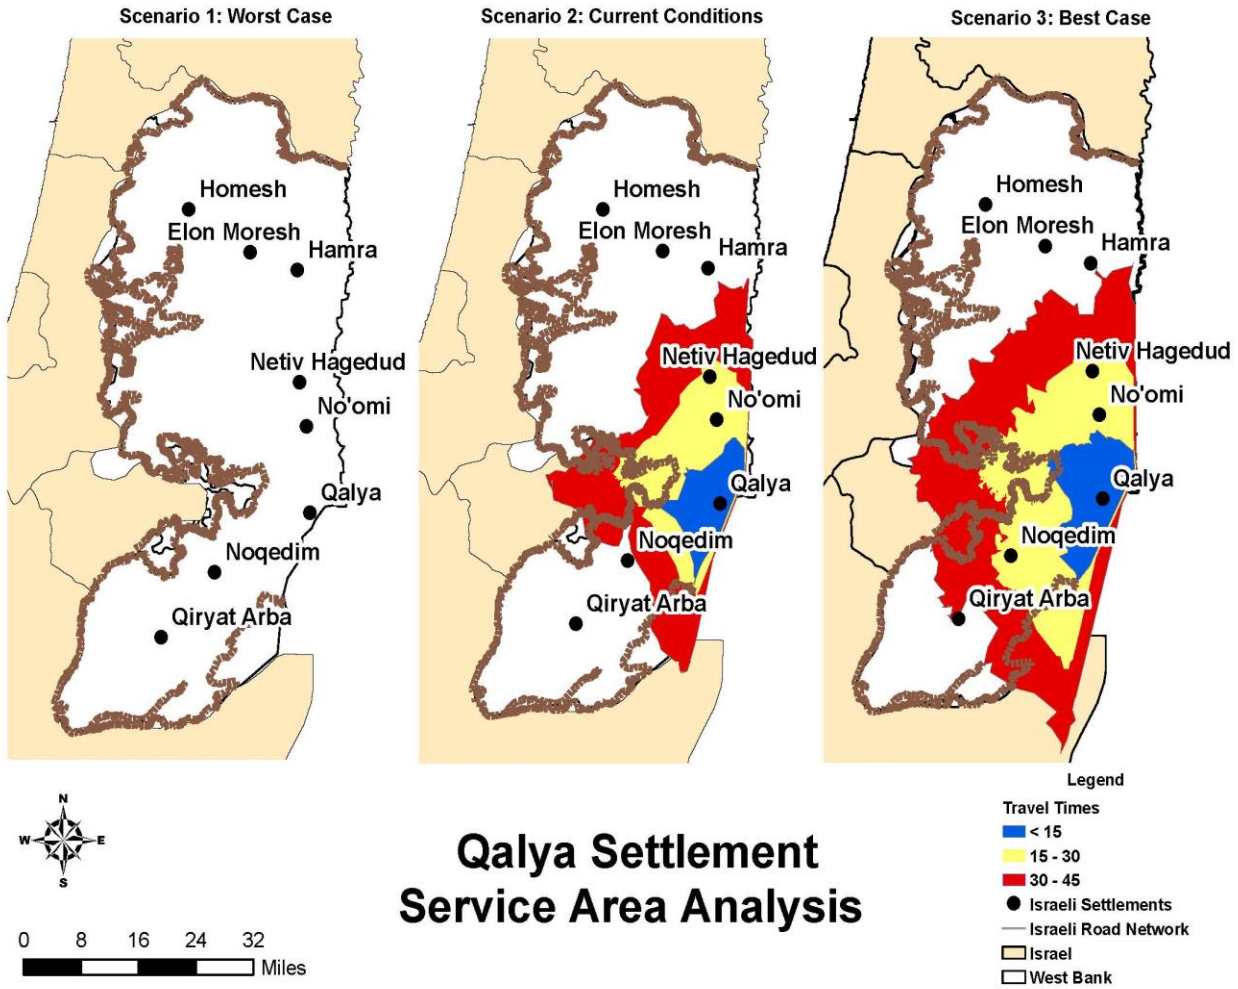 Scenario 1: Worst Case
Scenario 2: Current Conditions
Scenario 3: Best Case
Homesh
Elon Moresh
Hamra
Netiv Hagedud
No'omi
Qalya
Noqedim
Qiryat Arba
Homesh
Elon Moresh
Hamra
Netiv Hagedud
No'omi
Qalya
Noqedim
Qiryat Arba
Homesh
Elon Moresh
Hamra
Netiv Hagedud
No'omi
Qalya
Noqedim
Qiryat Arba
N
W E
S
0 8 16 24 32
Miles
Qalya Settlement
Service Area Analysis
Legend
Travel Times
< 15
15 - 30
30 - 45
Israeli Settlements
Israeli Road Network
Israel
West Bank